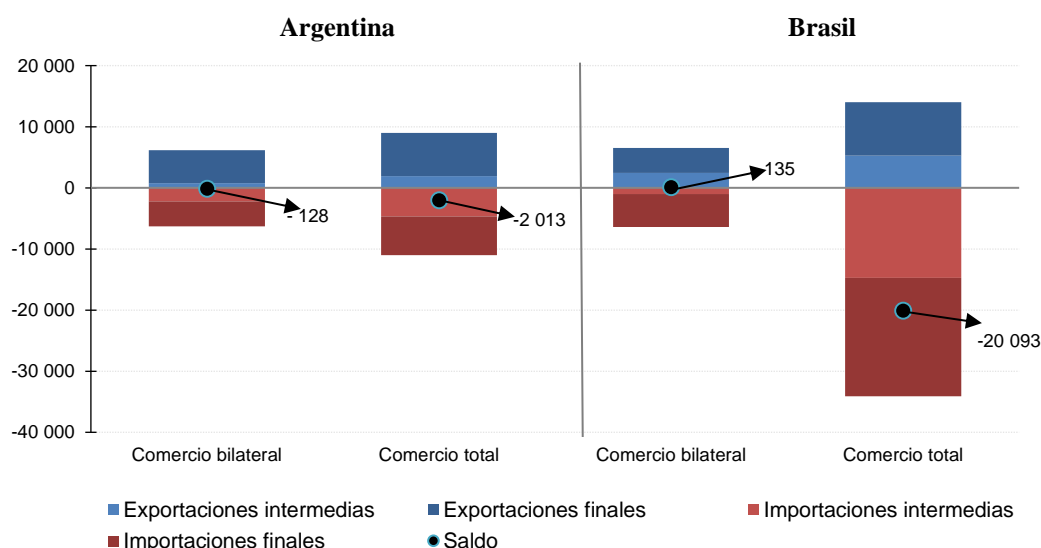 Argentina
Brasil
20 000
10 000
0
-10 000
-20 000
-30 000
-40 000
- 128
-2 013
135
-20 093
Comercio bilateral
Comercio total
Comercio bilateral
Comercio total
Exportaciones intermedias
Exportaciones finales
Importaciones intermedias
Importaciones finales
Saldo